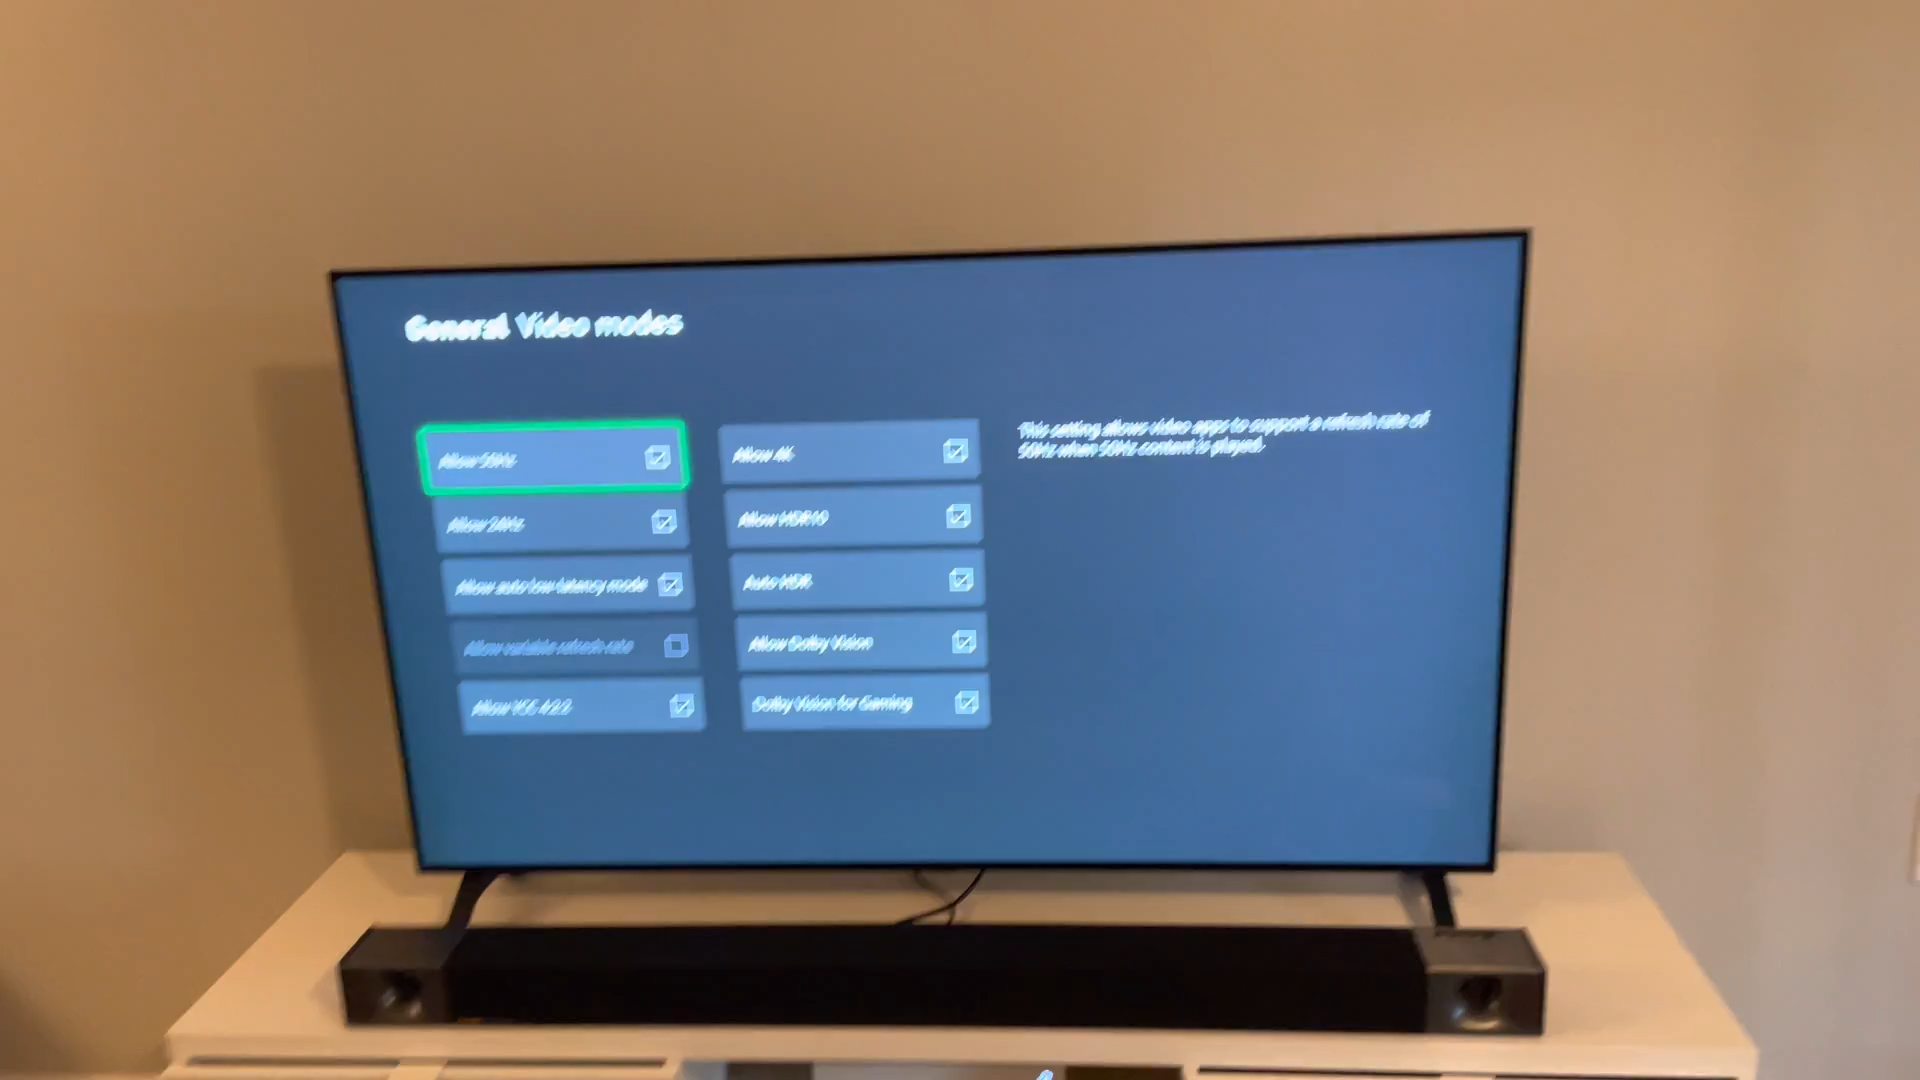 General Video modes
Allow 50Hz
Allow 24Hz
Allow auto low-latency mode
Allow variable refresh rate
Allow YCC 4:2:2
Allow 4K
Allow HDR10
Auto HDR
Allow Dolby Vision
Dolby Vision for Gaming
This setting allows video apps to support a refresh rate of
50Hz when 50Hz content is played.